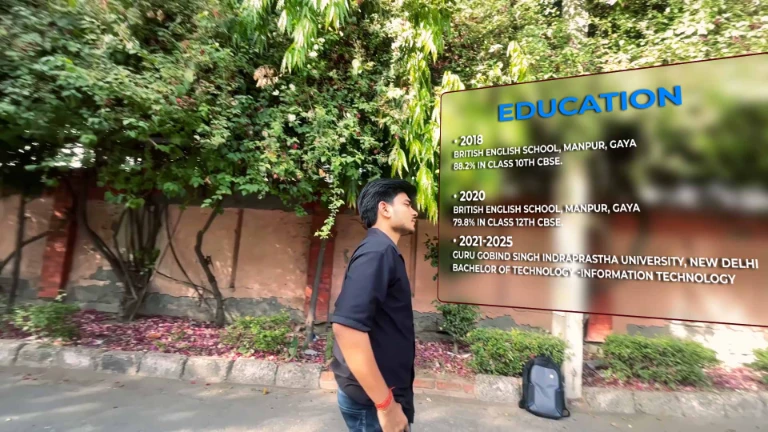 EDUCATION
• 2018
BRITISH ENGLISH SCHOOL, MANPUR, GAYA
88.2% IN CLASS 10TH CBSE.
• 2020
BRITISH ENGLISH SCHOOL, MANPUR, GAYA
79.8% IN CLASS 12TH CBSE.
• 2021-2025
GURU GOBIND SINGH INDRAPRASTHA UNIVERSITY, NEW DELHI
BACHELOR OF TECHNOLOGY -INFORMATION TECHNOLOGY